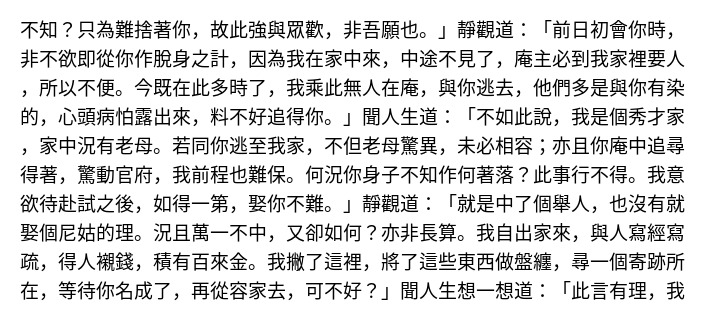 不知？只為難捨著你，故此強與眾歡，非吾願也。」靜觀道：「前日初會你時，
非不欲即從你作脫身之計，因為我在家中來，中途不見了，庵主必到我家裡要人
，所以不便。今既在此多時了，我乘此無人在庵，與你逃去，他們多是與你有染
的，心頭病怕露出來，料不好追得你。」聞人生道：「不如此說，我是個秀才家
，家中況有老母。若同你逃至我家，不但老母驚異，未必相容；亦且你庵中追尋
得著，驚動官府，我前程也難保。何況你身子不知作何著落？此事行不得。我意
欲待赴試之後，如得一第，娶你不難。」靜觀道：「就是中了個舉人，也沒有就
娶個尼姑的理。況且萬一不中，又卻如何？亦非長算。我自出家來，與人寫經寫
疏，得人襯錢，積有百來金。我撇了這裡，將了這些東西做盤纏，尋一個寄跡所
在，等待你名成了，再從容家去，可不好？」聞人生想一想道：「此言有理，我